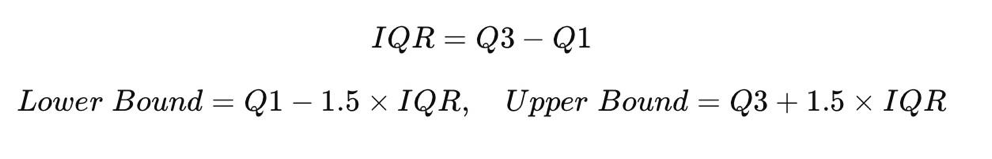 IQR = Q3 − Q1
Lower Bound = Q1 − 1.5 × IQR, Upper Bound = Q3 + 1.5 × IQR